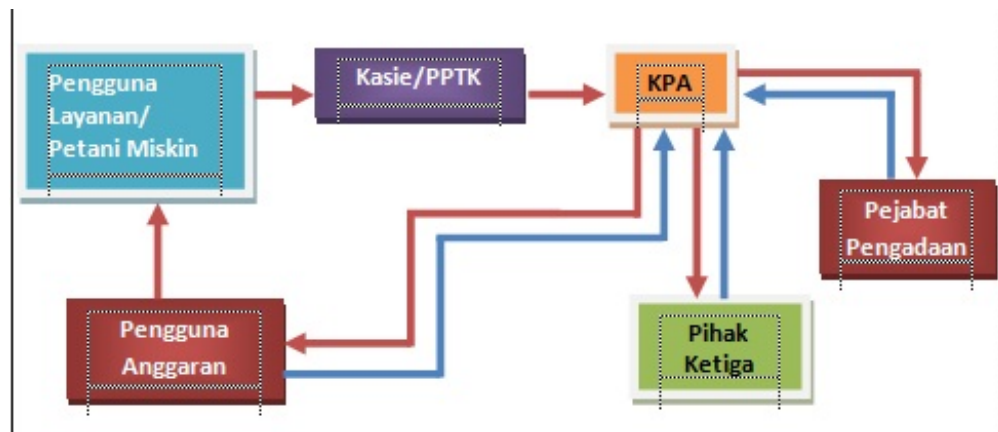 Pengguna
Layanan/
Petani Miskin
Kasie/PPTK
KPA
Pejabat
Pengadaan
Pengguna
Anggaran
Pihak
Ketiga